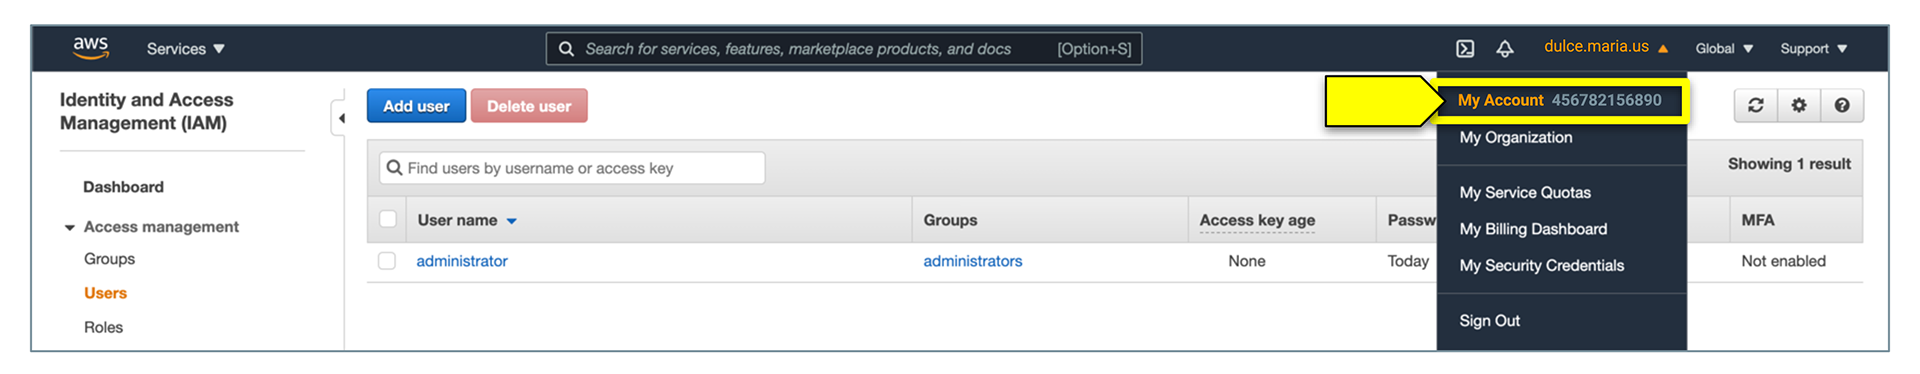 aws
Services
Search for services, features, marketplace products, and docs [Option+S]
dulce.maria.us
Global
Support
Identity and Access
Management (IAM)
Add user
Delete user
My Account 456782156890
My Organization
Find users by username or access key
Showing 1 result
Dashboard
My Service Quotas
User name
Groups
Access key age
Passw
MFA
Access management
My Billing Dashboard
Groups
administrator
administrators
None
Today
My Security Credentials
Not enabled
Users
Roles
Sign Out